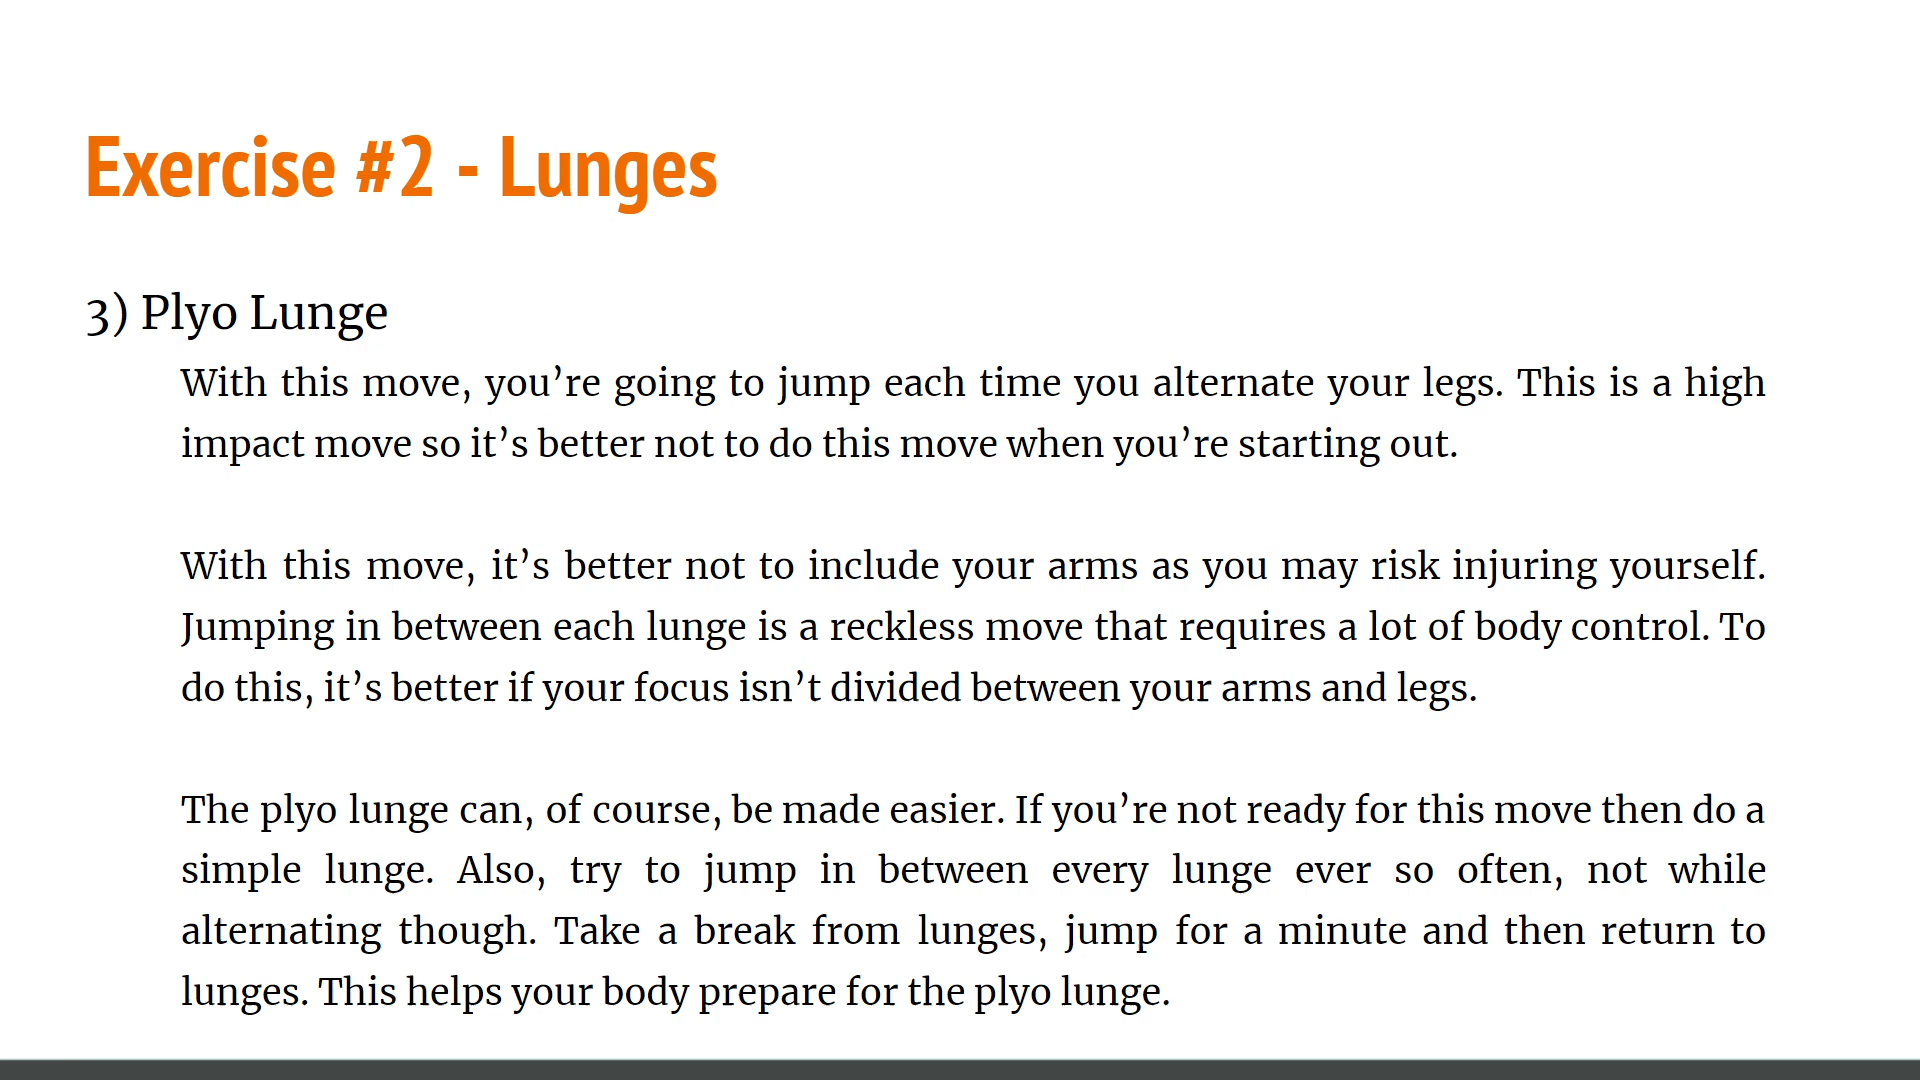 Exercise #2 - Lunges
3) Plyo Lunge
With this move, you’re going to jump each time you alternate your legs. This is a high
impact move so it’s better not to do this move when you’re starting out.
With this move, it’s better not to include your arms as you may risk injuring yourself.
Jumping in between each lunge is a reckless move that requires a lot of body control. To
do this, it’s better if your focus isn’t divided between your arms and legs.
The plyo lunge can, of course, be made easier. If you’re not ready for this move then do a
simple lunge. Also, try to jump in between every lunge ever so often, not while
alternating though. Take a break from lunges, jump for a minute and then return to
lunges. This helps your body prepare for the plyo lunge.